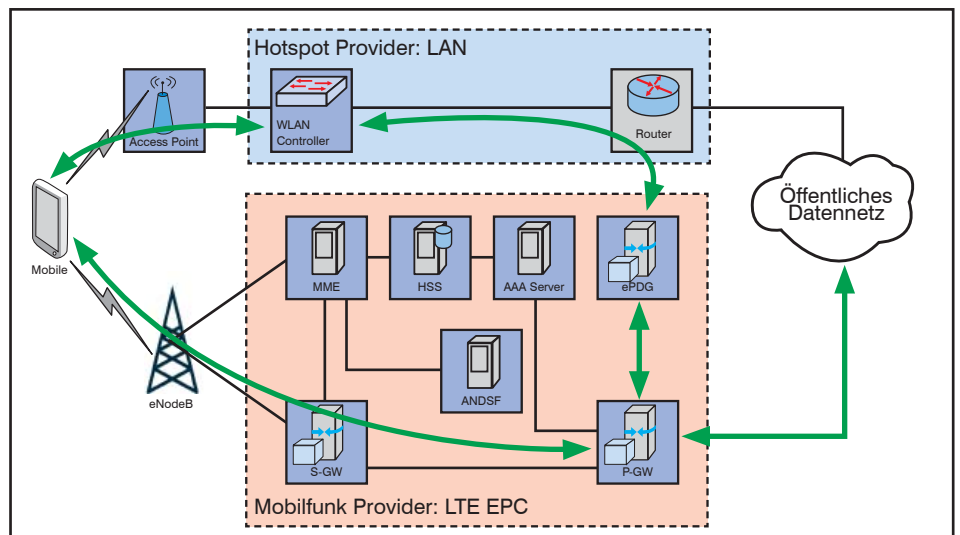 Hotspot Provider: LAN
Access Point
WLAN
Controller
Router
Öffentliches
Datennetz
Mobile
MME
HSS
AAA Server
ePDG
ANDSF
eNodeB
S-GW
P-GW
Mobilfunk Provider: LTE EPC